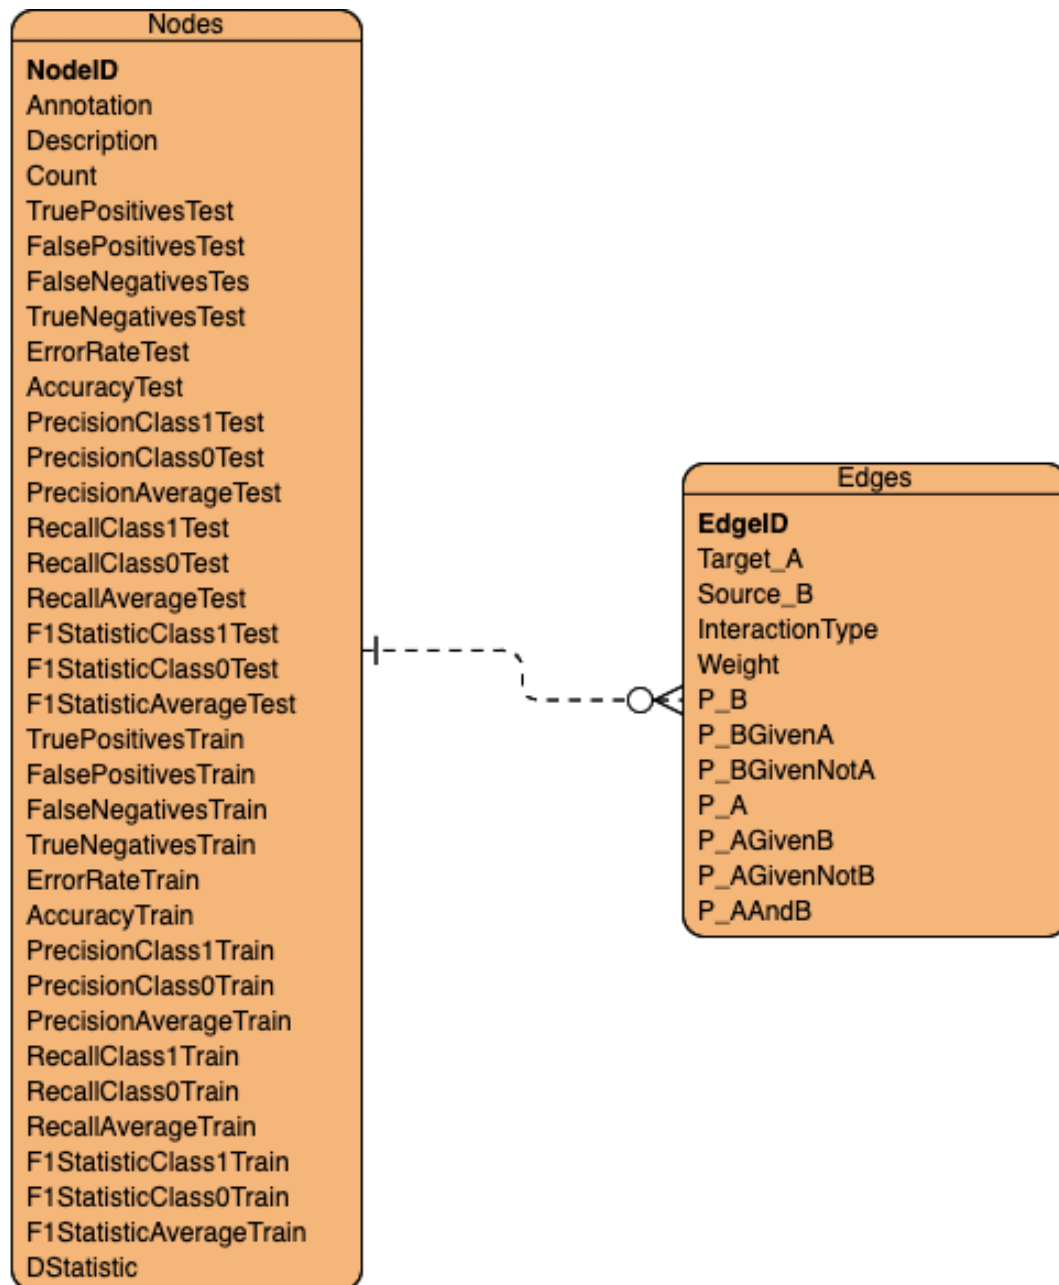 Nodes
NodeID
Annotation
Description
Count
TruePositivesTest
FalsePositivesTest
FalseNegativesTes
TrueNegativesTest
ErrorRateTest
AccuracyTest
PrecisionClass1Test
PrecisionClass0Test
PrecisionAverageTest
RecallClass1Test
RecallClass0Test
RecallAverageTest
F1StatisticClass1Test
F1StatisticClass0Test
F1StatisticAverageTest
TruePositivesTrain
FalsePositivesTrain
FalseNegativesTrain
TrueNegativesTrain
ErrorRateTrain
AccuracyTrain
PrecisionClass1Train
PrecisionClass0Train
PrecisionAverageTrain
RecallClass1Train
RecallClass0Train
RecallAverageTrain
F1StatisticClass1Train
F1StatisticClass0Train
F1StatisticAverageTrain
DStatistic
Edges
EdgeID
Target_A
Source_B
InteractionType
Weight
P_B
P_BGivenA
P_BGivenNotA
P_A
P_AGivenB
P_AGivenNotB
P_AAndB